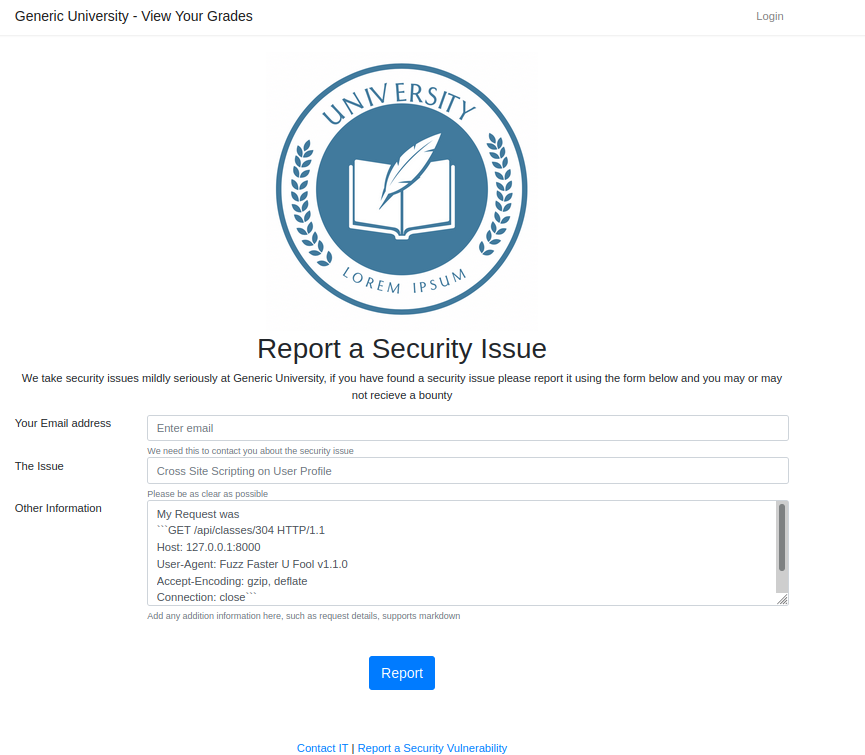 Generic University - View Your Grades
Login
UNIVERSITY
LOREM IPSUM
Report a Security Issue
We take security issues mildly seriously at Generic University, if you have found a security issue please report it using the form below and you may or may
not recieve a bounty
Your Email address
Enter email
We need this to contact you about the security issue
The Issue
Cross Site Scripting on User Profile
Please be as clear as possible
Other Information
My Request was
```GET /api/classes/304 HTTP/1.1
Host: 127.0.0.1:8000
User-Agent: Fuzz Faster U Fool v1.1.0
Accept-Encoding: gzip, deflate
Connection: close```
Add any addition information here, such as request details, supports markdown
Report
Contact IT | Report a Security Vulnerability